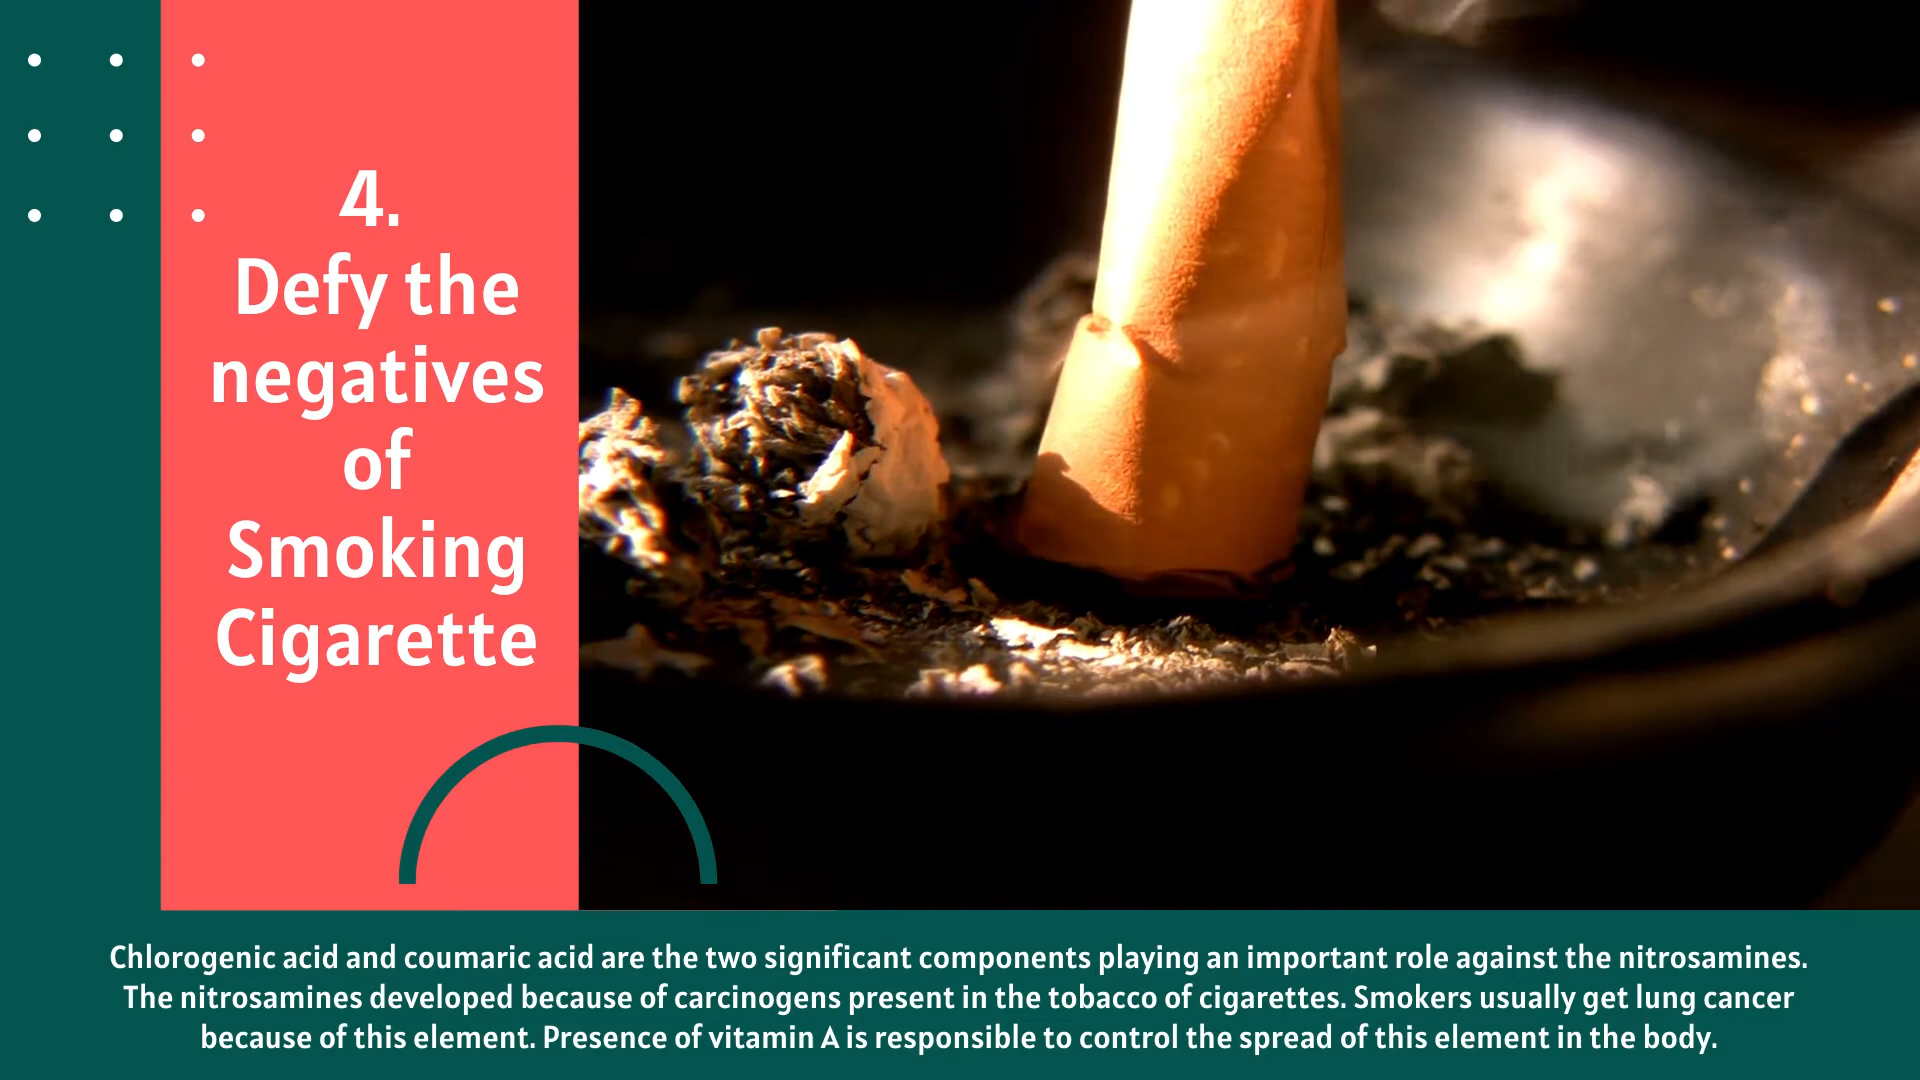 4.
Defy the
negatives
of
Smoking
Cigarette
Chlorogenic acid and coumaric acid are the two significant components playing an important role against the nitrosamines.
The nitrosamines developed because of carcinogens present in the tobacco of cigarettes. Smokers usually get lung cancer
because of this element. Presence of vitamin A is responsible to control the spread of this element in the body.